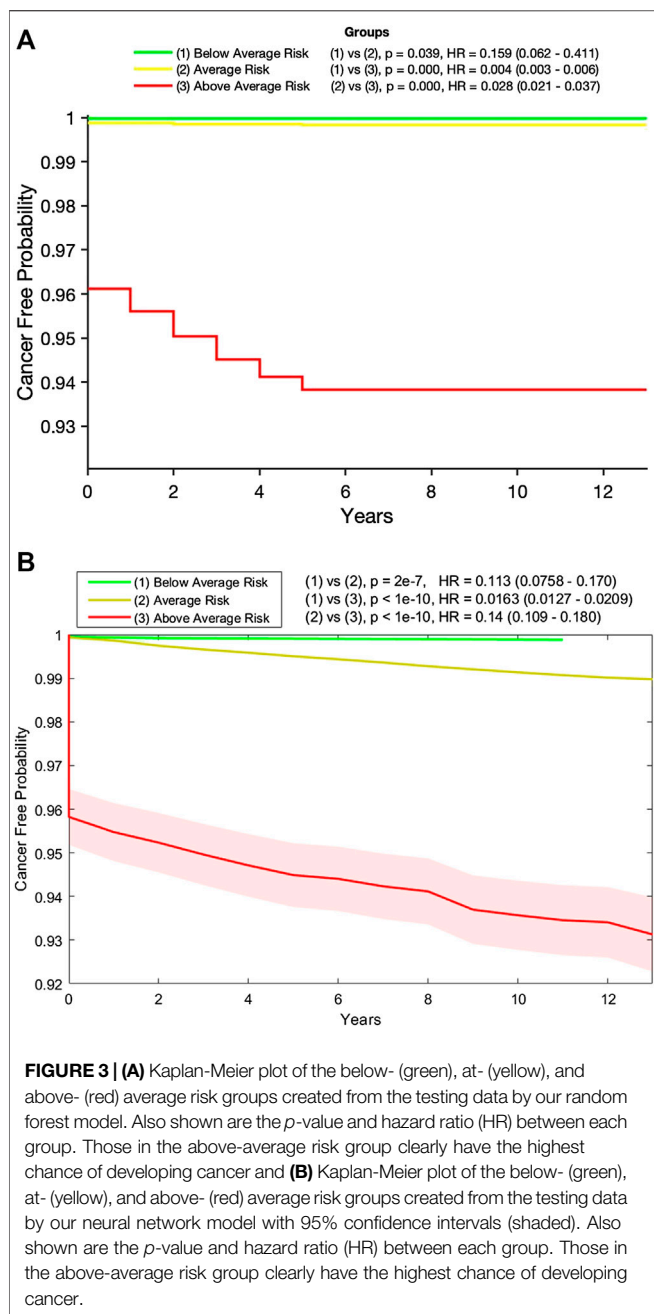 A
Groups
(1) Below Average Risk (1) vs (2), p = 0.039, HR = 0.159 (0.062 - 0.411)
(2) Average Risk (1) vs (3), p = 0.000, HR = 0.004 (0.003 - 0.006)
(3) Above Average Risk (2) vs (3), p = 0.000, HR = 0.028 (0.021 - 0.037)
1
0.99
0.98
0.97
0.96
0.95
0.94
0.93
Cancer Free Probability
0 2 4 6 8 10 12
Years
B
(1) Below Average Risk (1) vs (2), p = 2e-7, HR = 0.113 (0.0758 - 0.170)
(2) Average Risk (1) vs (3), p < 1e-10, HR = 0.0163 (0.0127 - 0.0209)
(3) Above Average Risk (2) vs (3), p < 1e-10, HR = 0.14 (0.109 - 0.180)
1
0.99
0.98
0.97
0.96
0.95
0.94
0.93
0.92
Cancer Free Probability
0 2 4 6 8 10 12
Years
FIGURE 3 | (A) Kaplan-Meier plot of the below- (green), at- (yellow), and
above- (red) average risk groups created from the testing data by our random
forest model. Also shown are the p-value and hazard ratio (HR) between each
group. Those in the above-average risk group clearly have the highest
chance of developing cancer and (B) Kaplan-Meier plot of the below- (green),
at- (yellow), and above- (red) average risk groups created from the testing data
by our neural network model with 95% confidence intervals (shaded). Also
shown are the p-value and hazard ratio (HR) between each group. Those in
the above-average risk group clearly have the highest chance of developing
cancer.